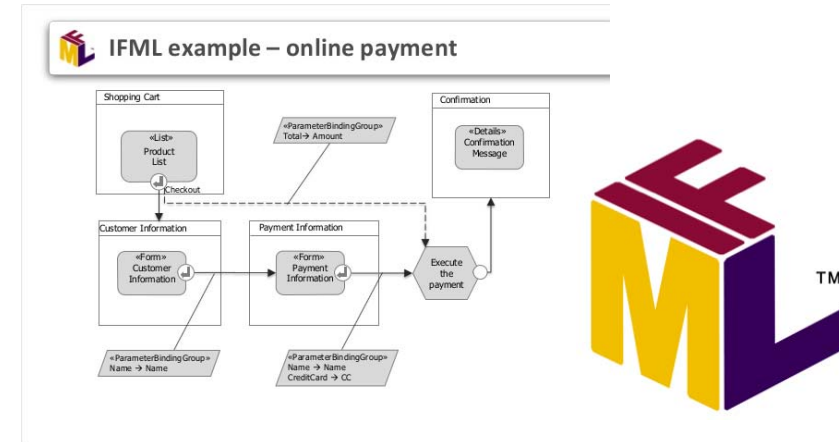 IFML example – online payment
Shopping Cart
«List»
Product
List
Checkout
«ParameterBindingGroup»
Total→ Amount
Confirmation
«Details»
Confirmation
Message
Customer Information
«Form»
Customer
Information
Payment Information
«Form»
Payment
Information
Execute
the
payment
«ParameterBindingGroup»
Name → Name
«ParameterBindingGroup»
Name → Name
CreditCard → CC
IFML
TM